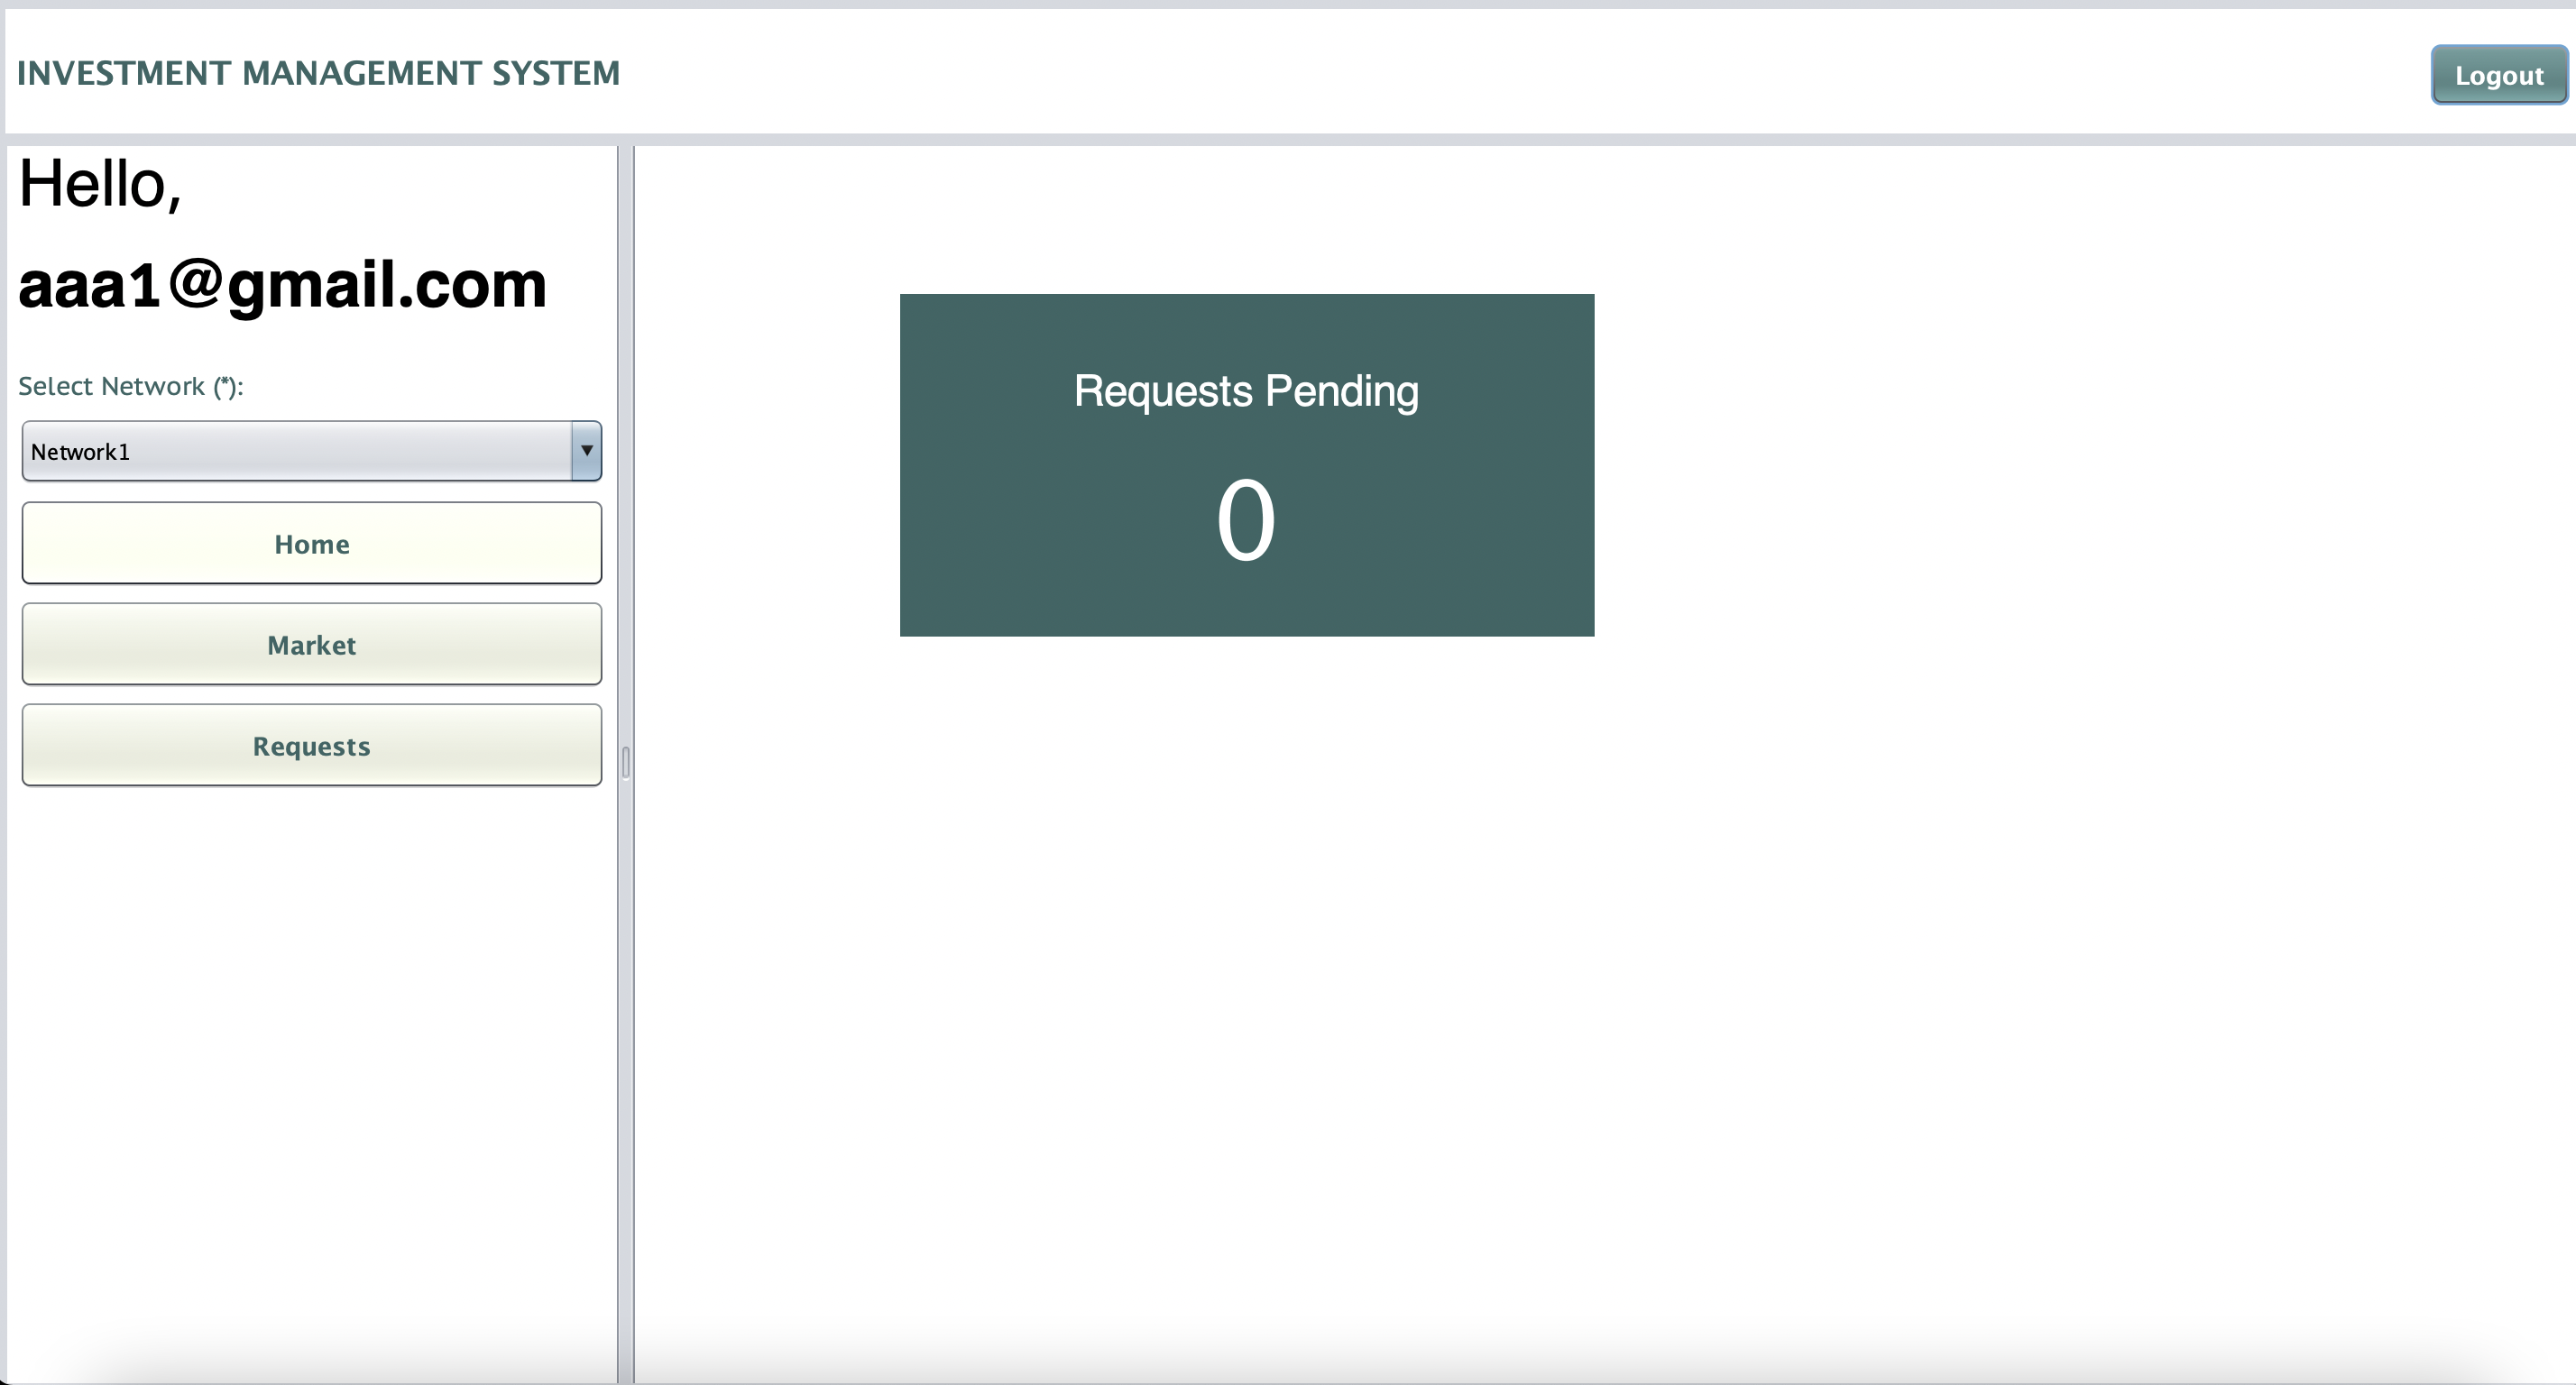 INVESTMENT MANAGEMENT SYSTEM
Logout
Hello,
aaa1@gmail.com
Select Network (*):
Network1
Home
Market
Requests
Requests Pending
0